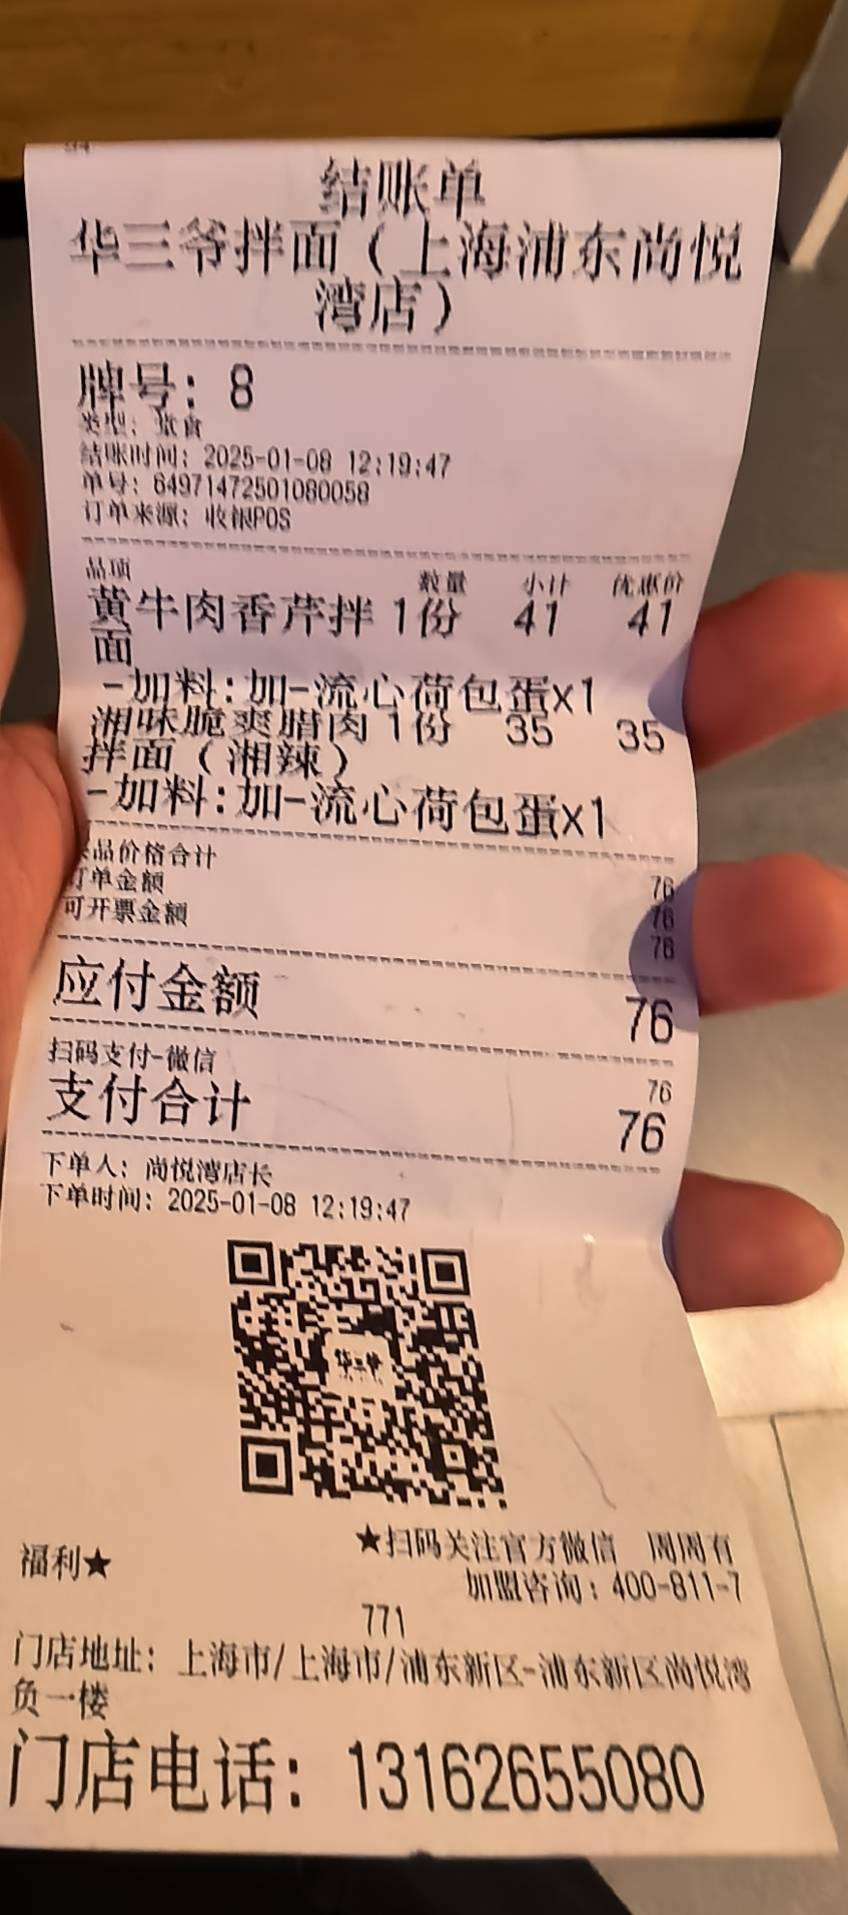 结账单
华三爷拌面（上海浦东尚悦
湾店）
牌号: 8
类型: 堂食
结账时间: 2025-01-08 12:19:47
单号: 64971472501080058
订单来源: 收银POS
品项 数量 小计 优惠价
黄牛肉香芹拌 1份 41 41
面
-加料:加-流心荷包蛋x1
湘味脆爽腊肉 1份 35 35
拌面（湘辣）
-加料:加-流心荷包蛋x1
品价格合计 76
订单金额 76
可开票金额 76
应付金额 76
扫码支付-微信 76
支付合计 76
下单人: 尚悦湾店长
下单时间: 2025-01-08 12:19:47
华三爷
★扫码关注官方微信 周周有
福利★
加盟咨询: 400-811-7
771
门店地址: 上海市/上海市/浦东新区-浦东新区尚悦湾
负一楼
门店电话: 13162655080